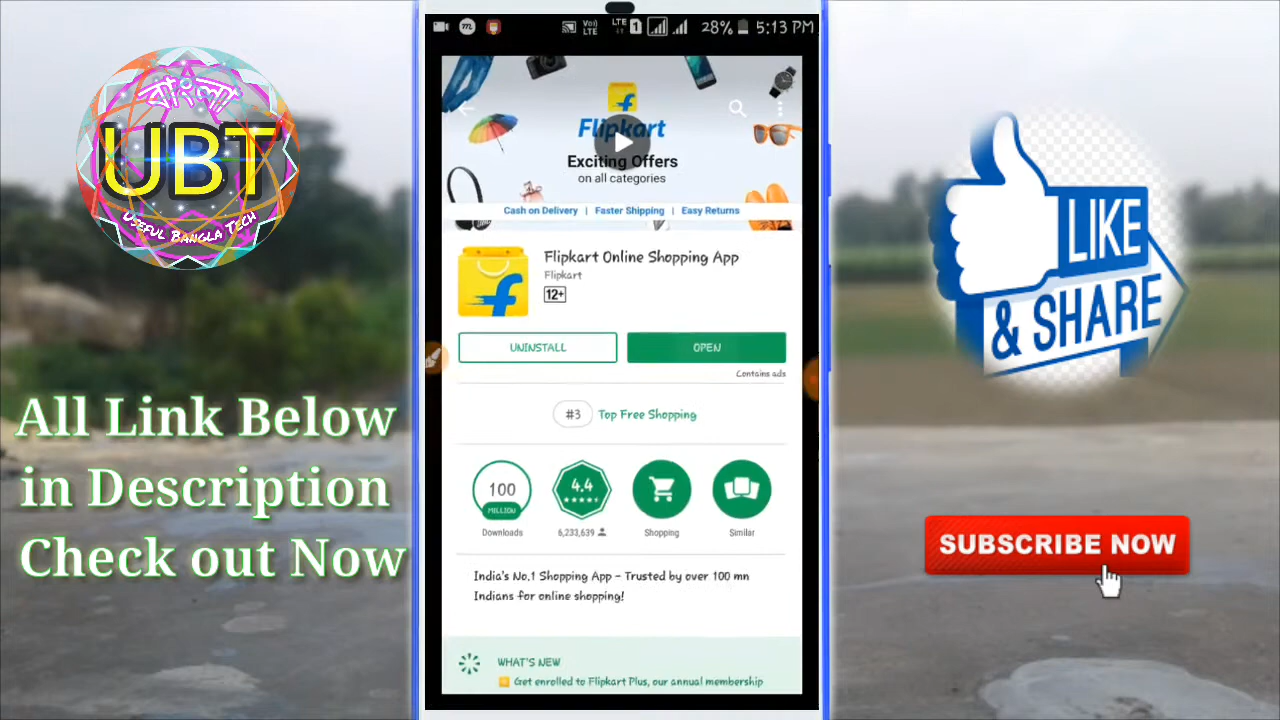 বাংলা
UBT
USEFUL BANGLA TECH
All Link Below
in Description
Check out Now
m
Vo))
LTE
LTE
1
28%
5:13 PM
Flipkart
Exciting Offers
on all categories
Cash on Delivery | Faster Shipping | Easy Returns
Flipkart Online Shopping App
Flipkart
12+
UNINSTALL
OPEN
Contains ads
#3 Top Free Shopping
100
MILLION
Downloads
4.4
6,233,639
Shopping
Similar
India's No.1 Shopping App – Trusted by over 100 mn
Indians for online shopping!
WHAT'S NEW
Get enrolled to Flipkart Plus, our annual membership
LIKE
& SHARE
SUBSCRIBE NOW